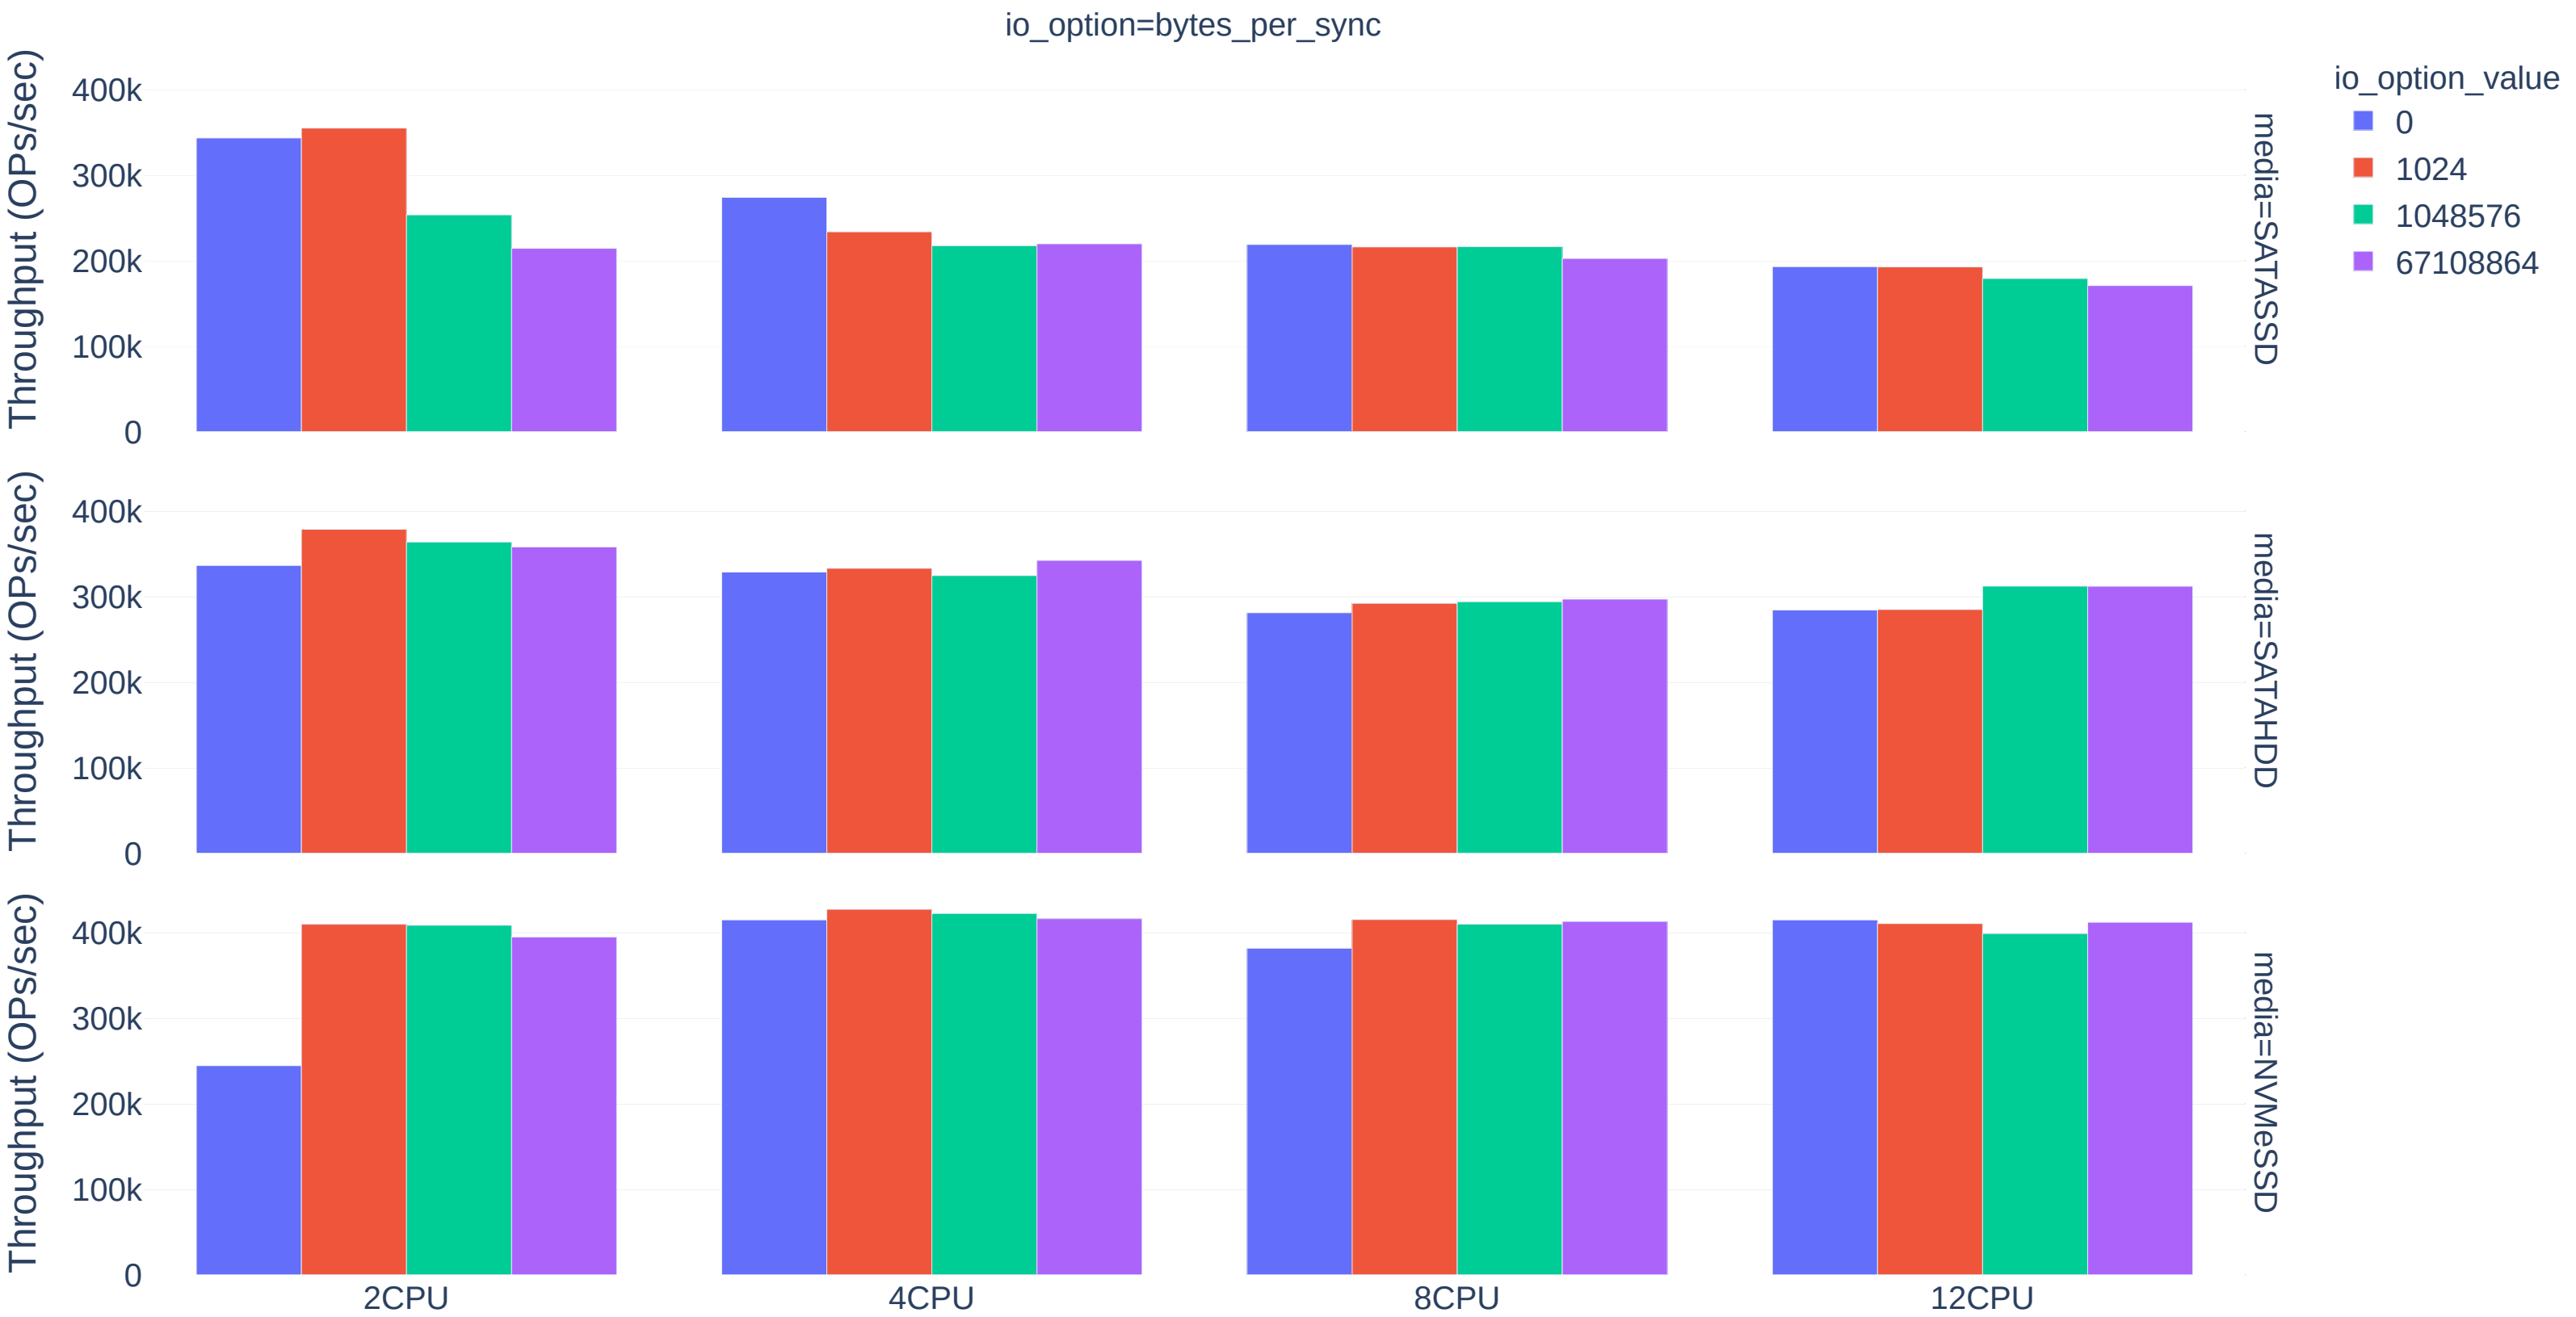 io_option=bytes_per_sync
io_option_value
0
1024
1048576
67108864
Throughput (OPs/sec)
400k
300k
200k
100k
0
media=SATASSD
Throughput (OPs/sec)
400k
300k
200k
100k
0
media=SATAHDD
Throughput (OPs/sec)
400k
300k
200k
100k
0
media=NVMeSSD
2CPU
4CPU
8CPU
12CPU